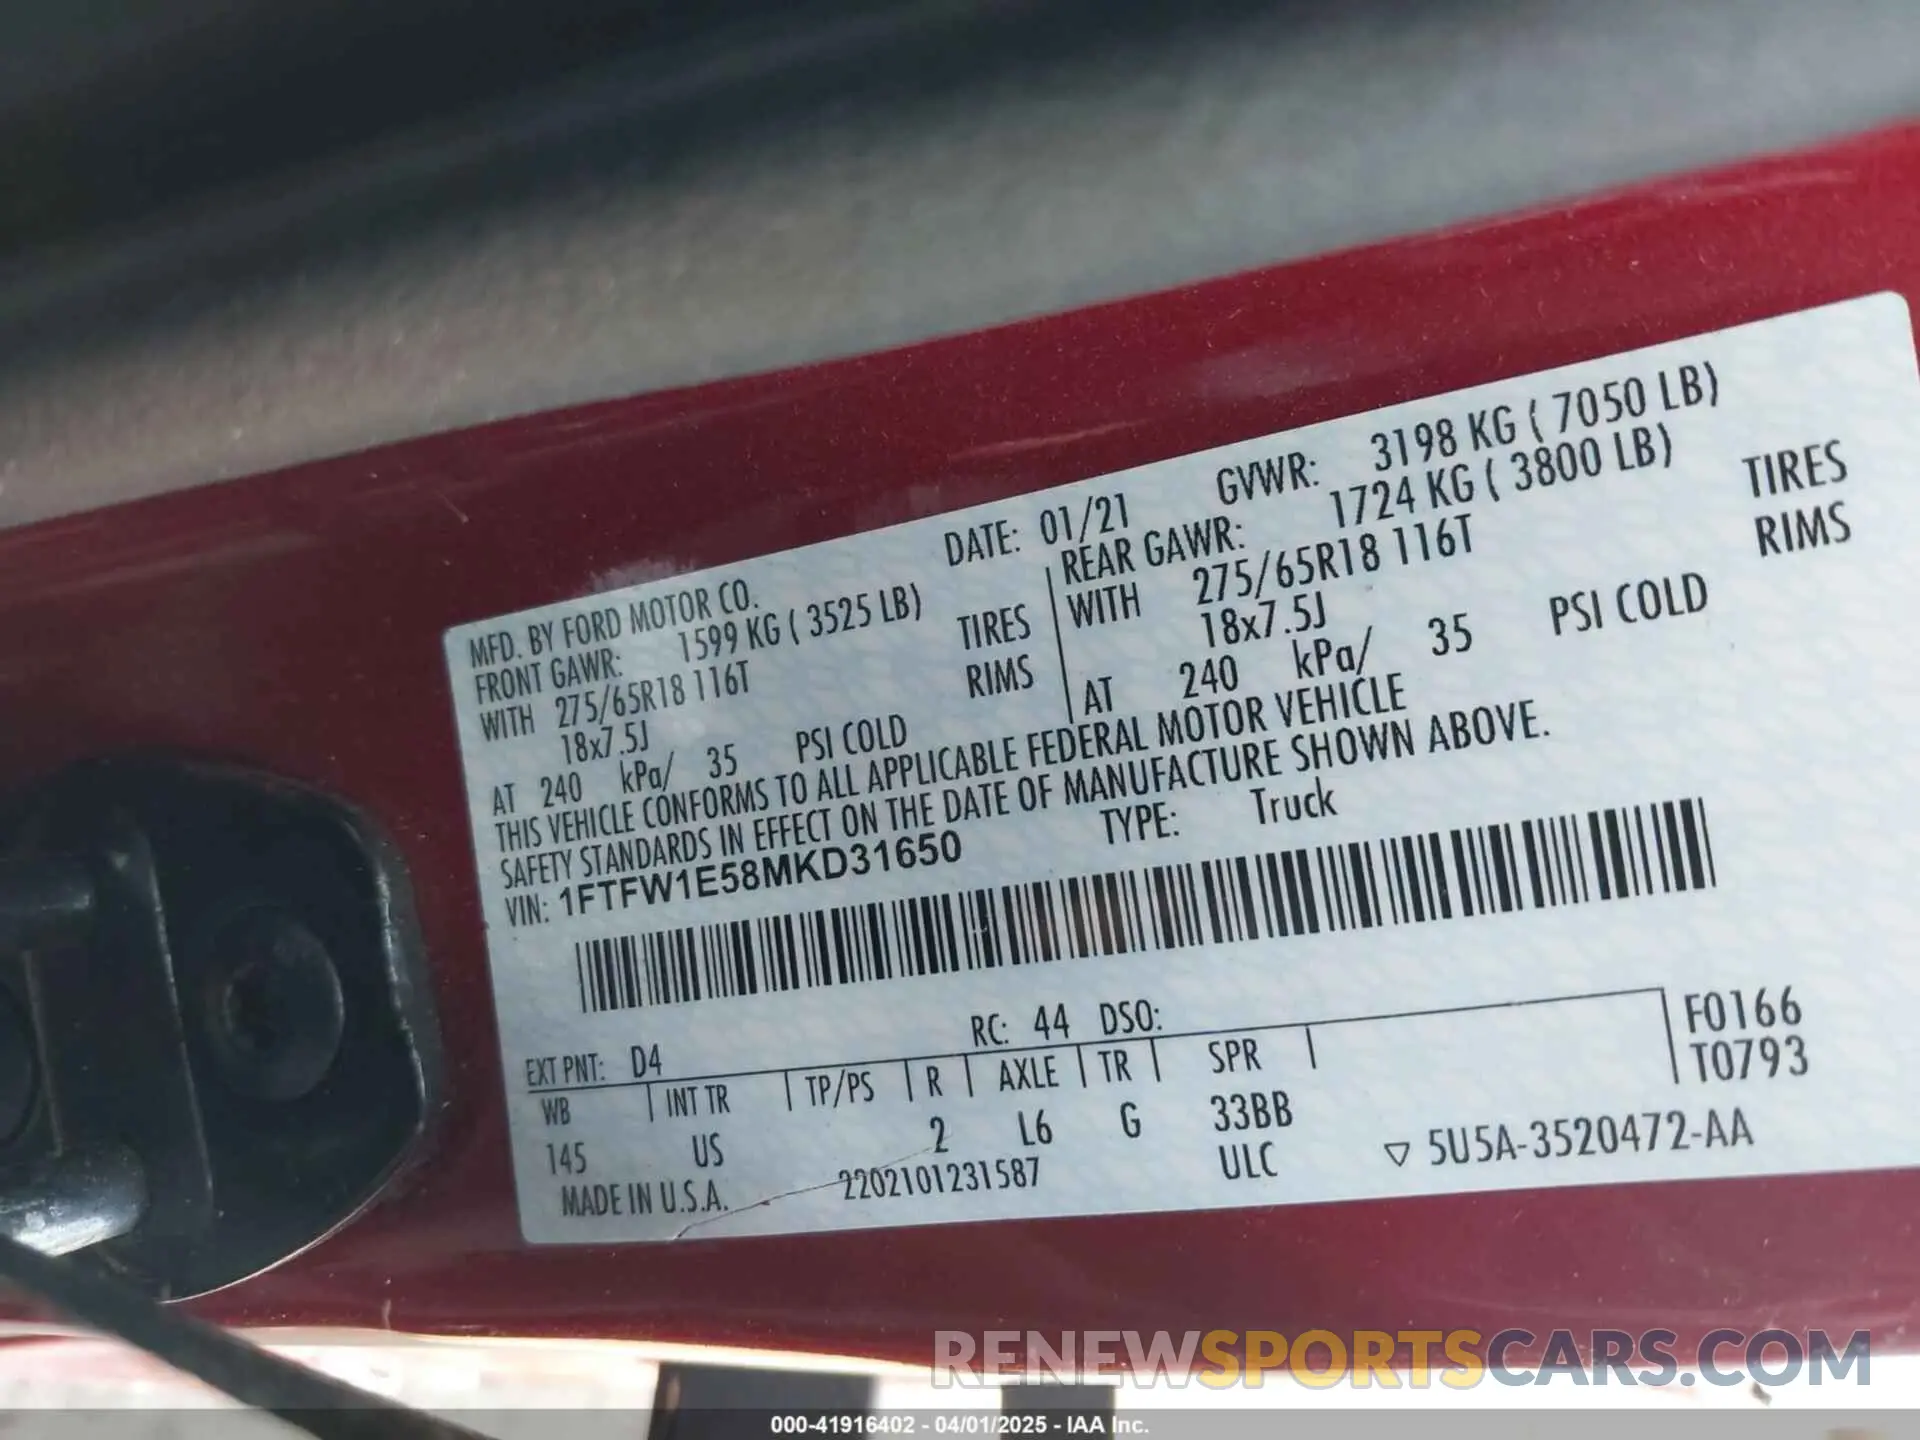 MFD. BY FORD MOTOR CO. DATE: 01/21 GVWR: 3198 KG ( 7050 LB)
FRONT GAWR: 1599 KG ( 3525 LB) REAR GAWR: 1724 KG ( 3800 LB)
WITH 275/65R18 116T TIRES WITH 275/65R18 116T TIRES
18x7.5J RIMS 18x7.5J RIMS
AT 240 kPa/ 35 PSI COLD AT 240 kPa/ 35 PSI COLD
THIS VEHICLE CONFORMS TO ALL APPLICABLE FEDERAL MOTOR VEHICLE
SAFETY STANDARDS IN EFFECT ON THE DATE OF MANUFACTURE SHOWN ABOVE.
VIN: 1FTFW1E58MKD31650 TYPE: Truck
EXT PNT: D4 RC: 44 DSO: F0166
WB INT TR TP/PS R AXLE TR SPR T0793
145 US 2 L6 G 33BB
MADE IN U.S.A. 2202101231587 ULC ▽ 5U5A-3520472-AA
RENEWSPORTSCARS.COM
000-41916402 - 04/01/2025 - IAA Inc.